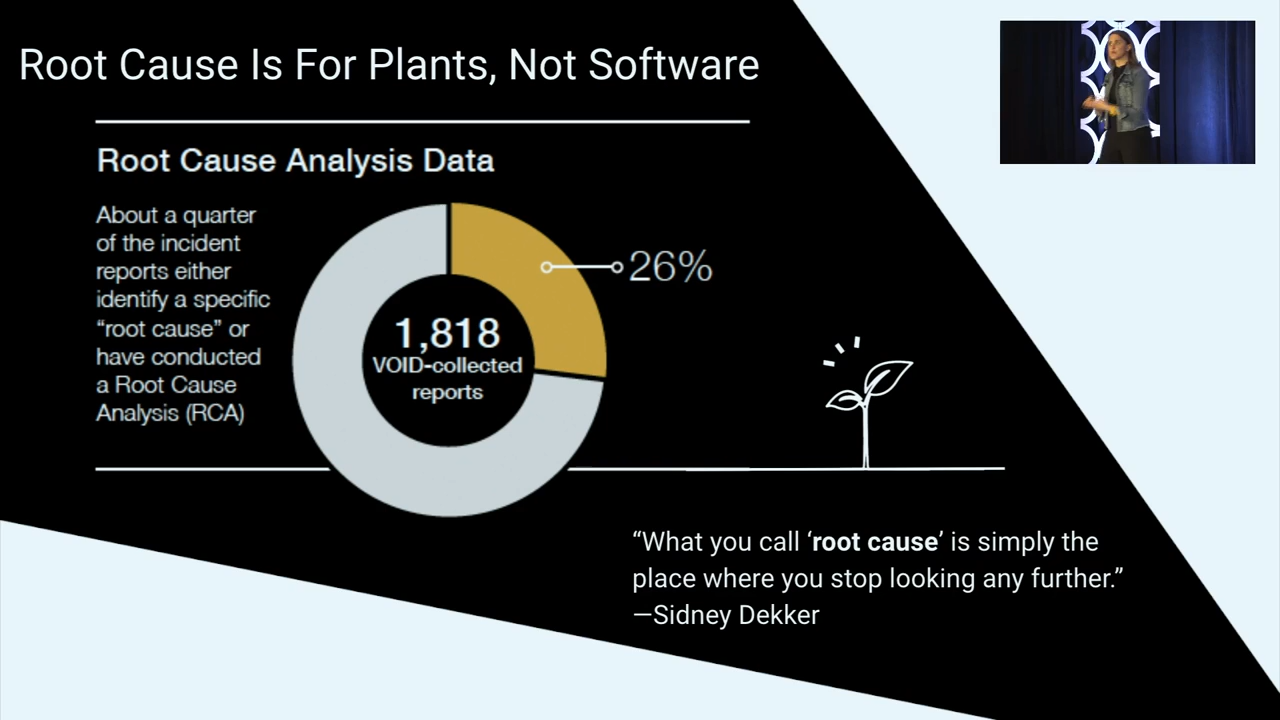 Root Cause Is For Plants, Not Software
Root Cause Analysis Data
About a quarter
of the incident
reports either
identify a specific
“root cause” or
have conducted
a Root Cause
Analysis (RCA)
26%
1,818
VOID-collected
reports
“What you call ‘root cause’ is simply the
place where you stop looking any further.”
—Sidney Dekker